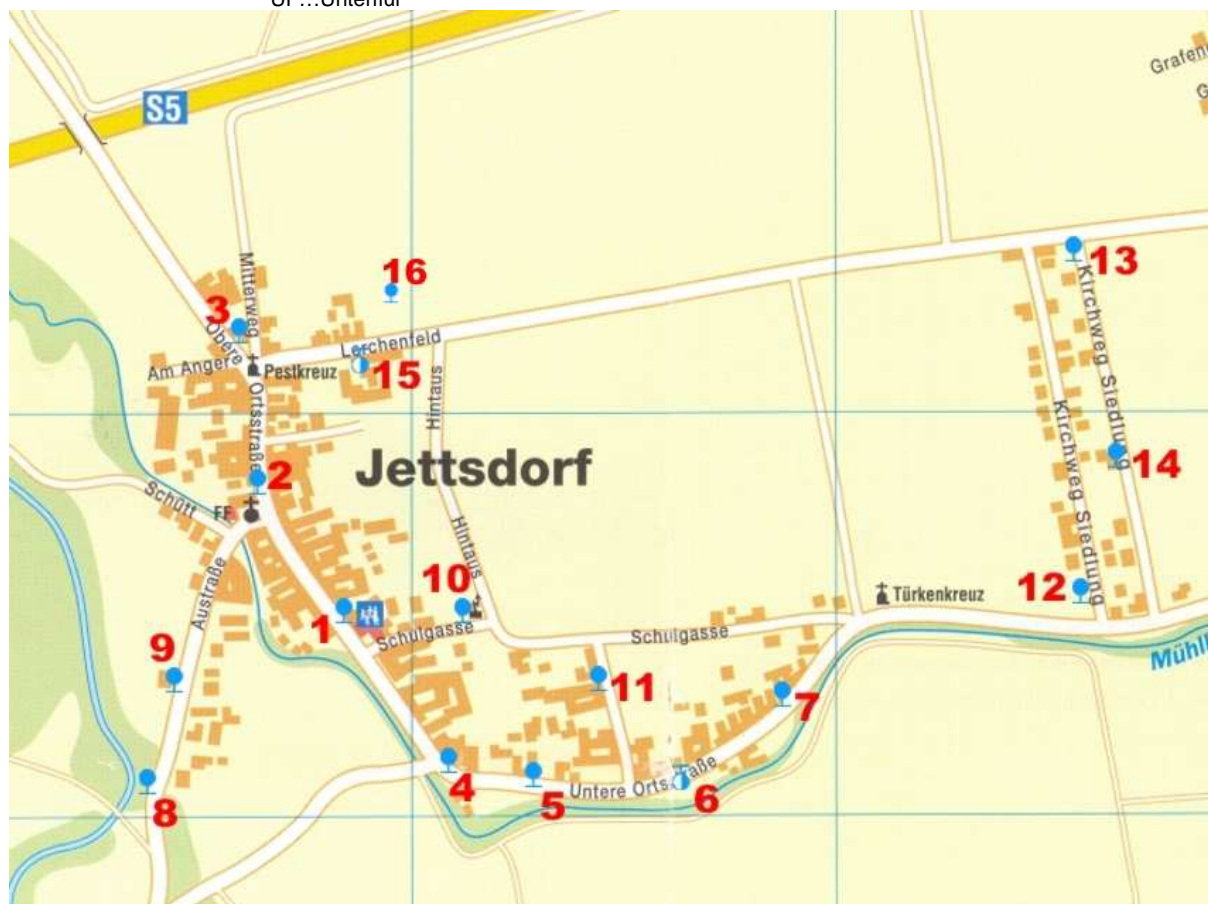 S5
Grafen
G
Mitterweg
16
13
3
Obere
Lerchenfeld
Am Anger
Pestkreuz
15
Kirchweg Siedlung
Ortsstraße
Hintaus
Kirchweg Siedlung
2
Jettsdorf
14
Schütt
FF
Hintaus
10
12
Türkenkreuz
Austraße
1
Schulgasse
Schulgasse
Mühl
9
11
7
4
5
Untere Ortsstraße
6
8